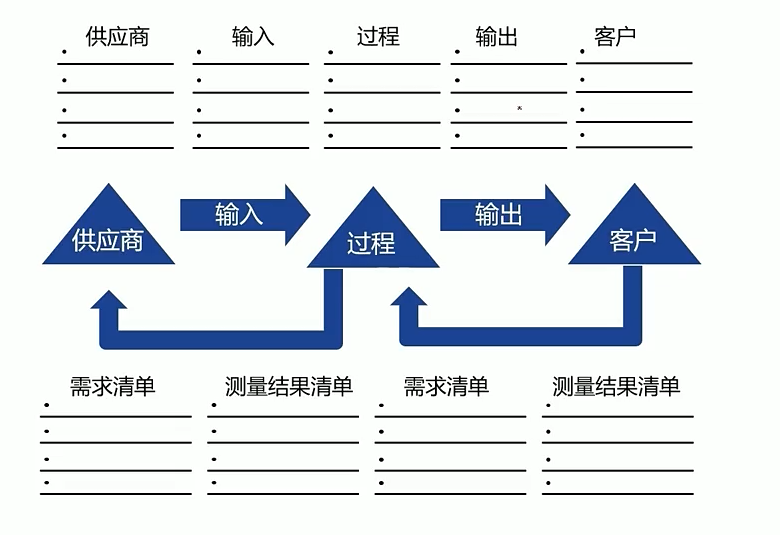 供应商
输入
过程
输出
客户
供应商
输入
过程
输出
客户
需求清单
测量结果清单
需求清单
测量结果清单